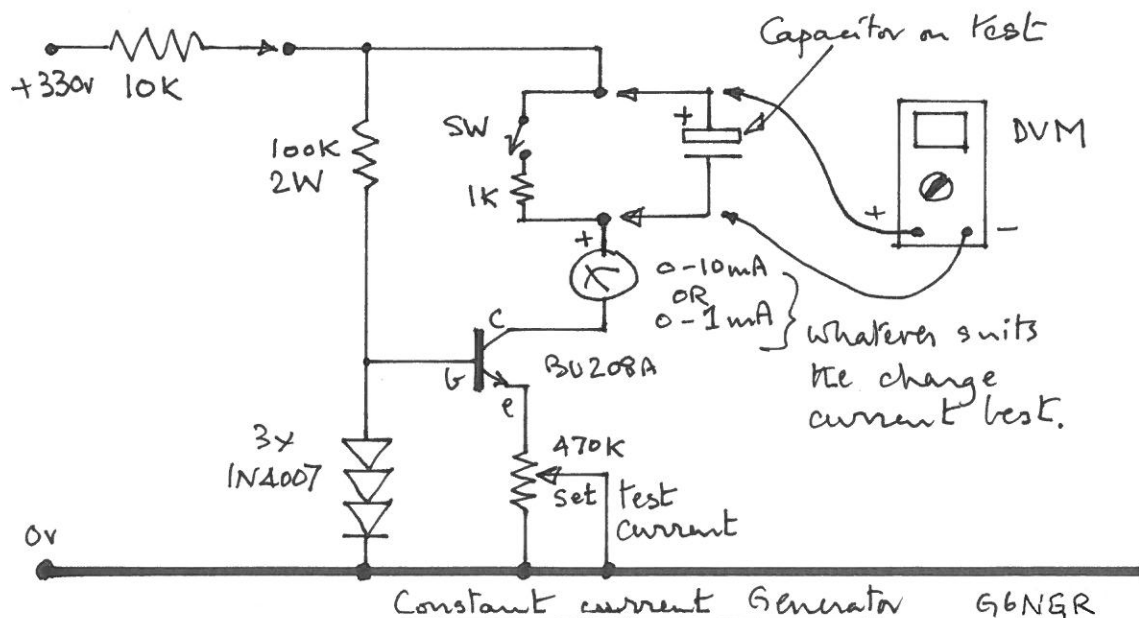 Capacitor on test
+330v 10K
SW
100K
2W
1K
+
DVM
+
-
+
0-10mA
OR
0-1mA
whatever suits
the charge
current best.
c
b
e
BU208A
3x
1N4007
470K
set test
current
0v
Constant current Generator G6NGR